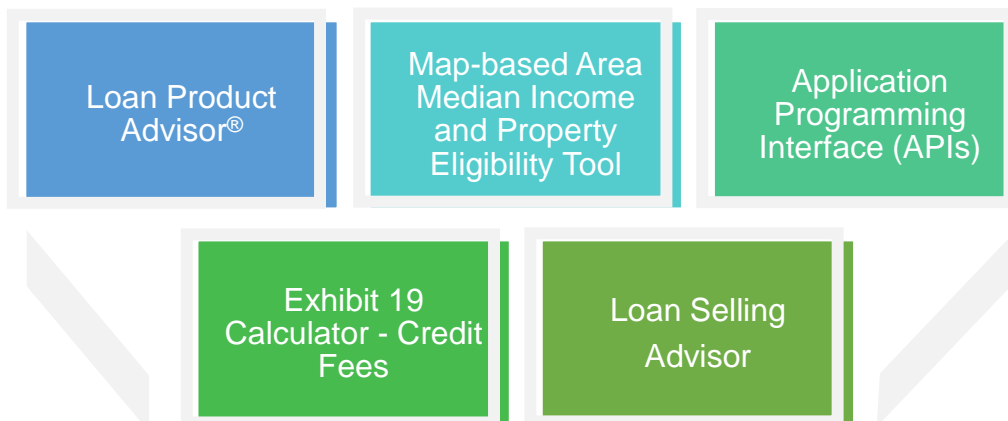 Loan Product
Advisor®
Map-based Area
Median Income
and Property
Eligibility Tool
Application
Programming
Interface (APIs)
Exhibit 19
Calculator - Credit
Fees
Loan Selling
Advisor